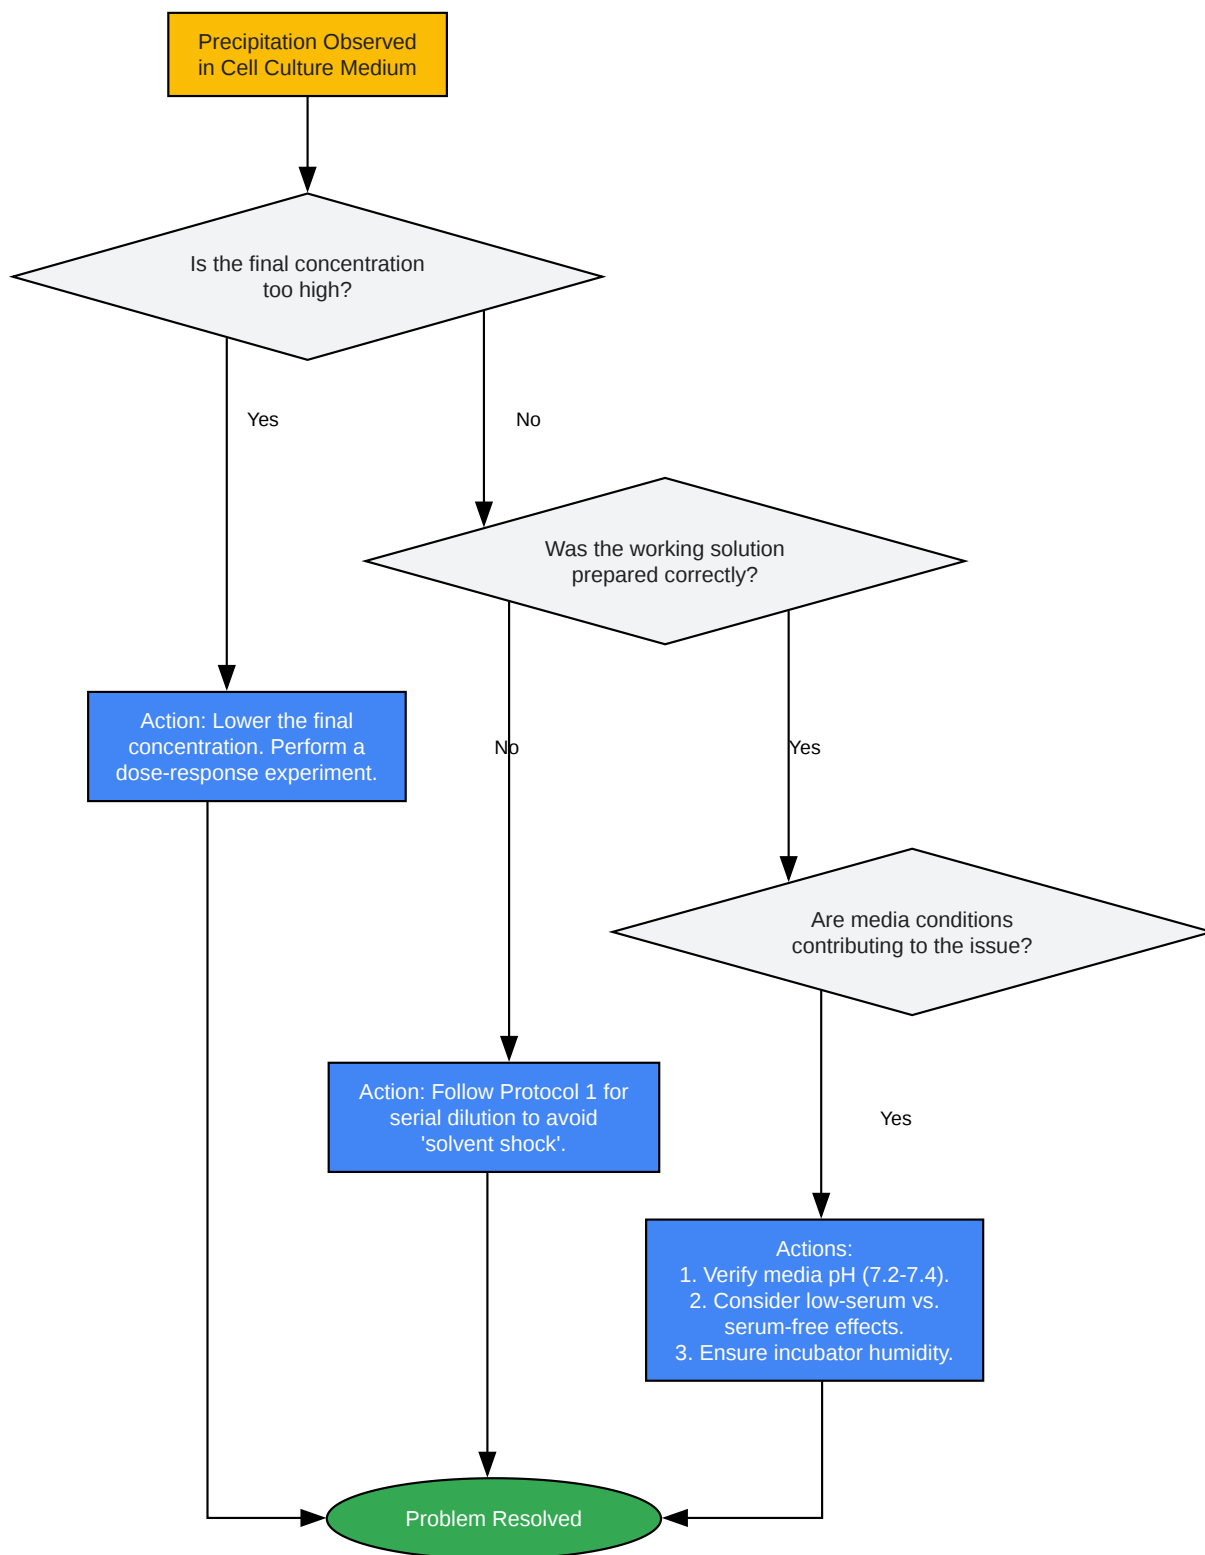 Precipitation Observed
in Cell Culture Medium
Is the final concentration
too high?
Yes
No
Was the working solution
prepared correctly?
Action: Lower the final
concentration. Perform a
dose-response experiment.
No
Yes
Are media conditions
contributing to the issue?
Action: Follow Protocol 1 for
serial dilution to avoid
'solvent shock'.
Yes
Actions:
1. Verify media pH (7.2-7.4).
2. Consider low-serum vs.
serum-free effects.
3. Ensure incubator humidity.
Problem Resolved